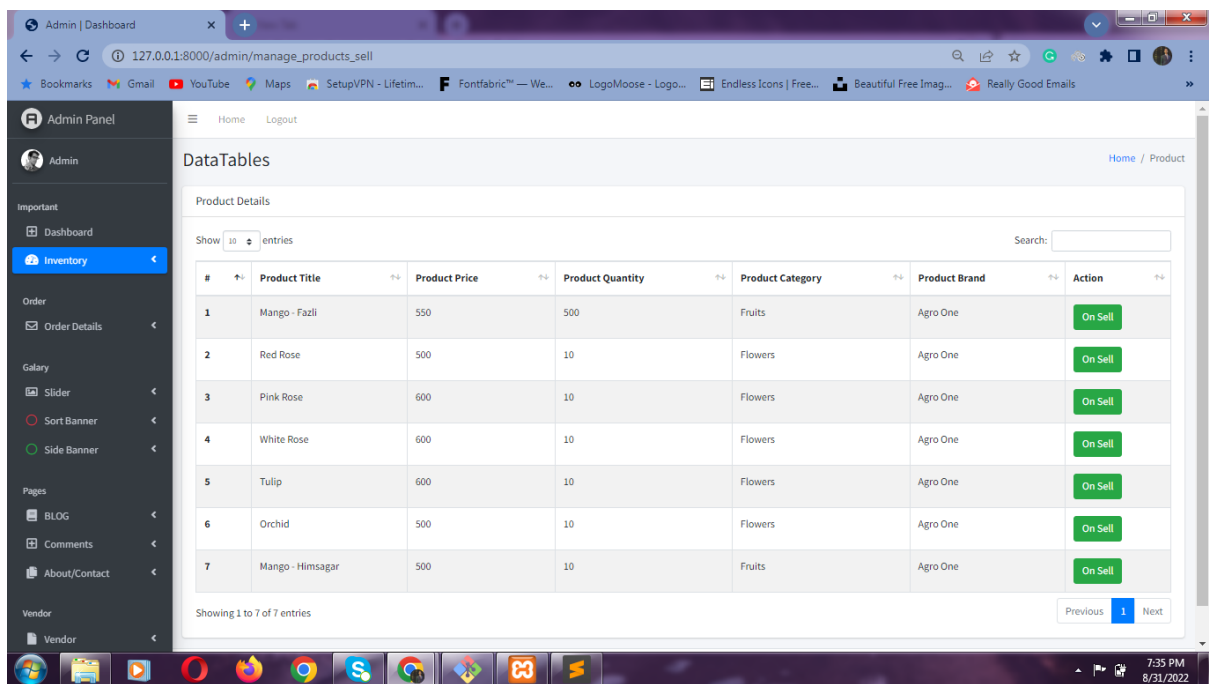 Admin | Dashboard
127.0.0.1:8000/admin/manage_products_sell
Bookmarks Gmail YouTube Maps SetupVPN - Lifetim... Fontfabric™ — We... LogoMoose - Logo... Endless Icons | Free... Beautiful Free Imag... Really Good Emails »
Admin Panel
Home Logout
Admin
DataTables
Home / Product
Important
Dashboard
Inventory
Order
Order Details
Galary
Slider
Sort Banner
Side Banner
Pages
BLOG
Comments
About/Contact
Vendor
Vendor
Product Details
Show 10 entries
Search:
# Product Title Product Price Product Quantity Product Category Product Brand Action
1 Mango - Fazli 550 500 Fruits Agro One On Sell
2 Red Rose 500 10 Flowers Agro One On Sell
3 Pink Rose 600 10 Flowers Agro One On Sell
4 White Rose 600 10 Flowers Agro One On Sell
5 Tulip 600 10 Flowers Agro One On Sell
6 Orchid 500 10 Flowers Agro One On Sell
7 Mango - Himsagar 500 10 Fruits Agro One On Sell
Showing 1 to 7 of 7 entries
Previous 1 Next
7:35 PM
8/31/2022